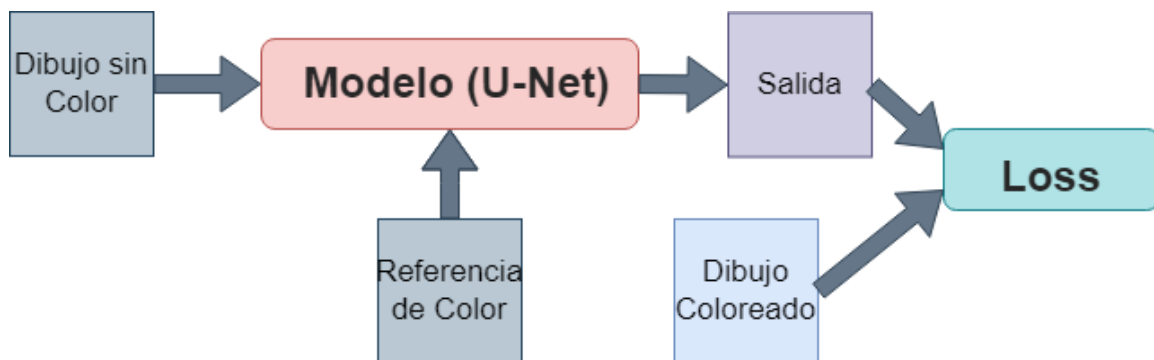 Dibujo sin
Color
Modelo (U-Net)
Salida
Loss
Referencia
de Color
Dibujo
Coloreado